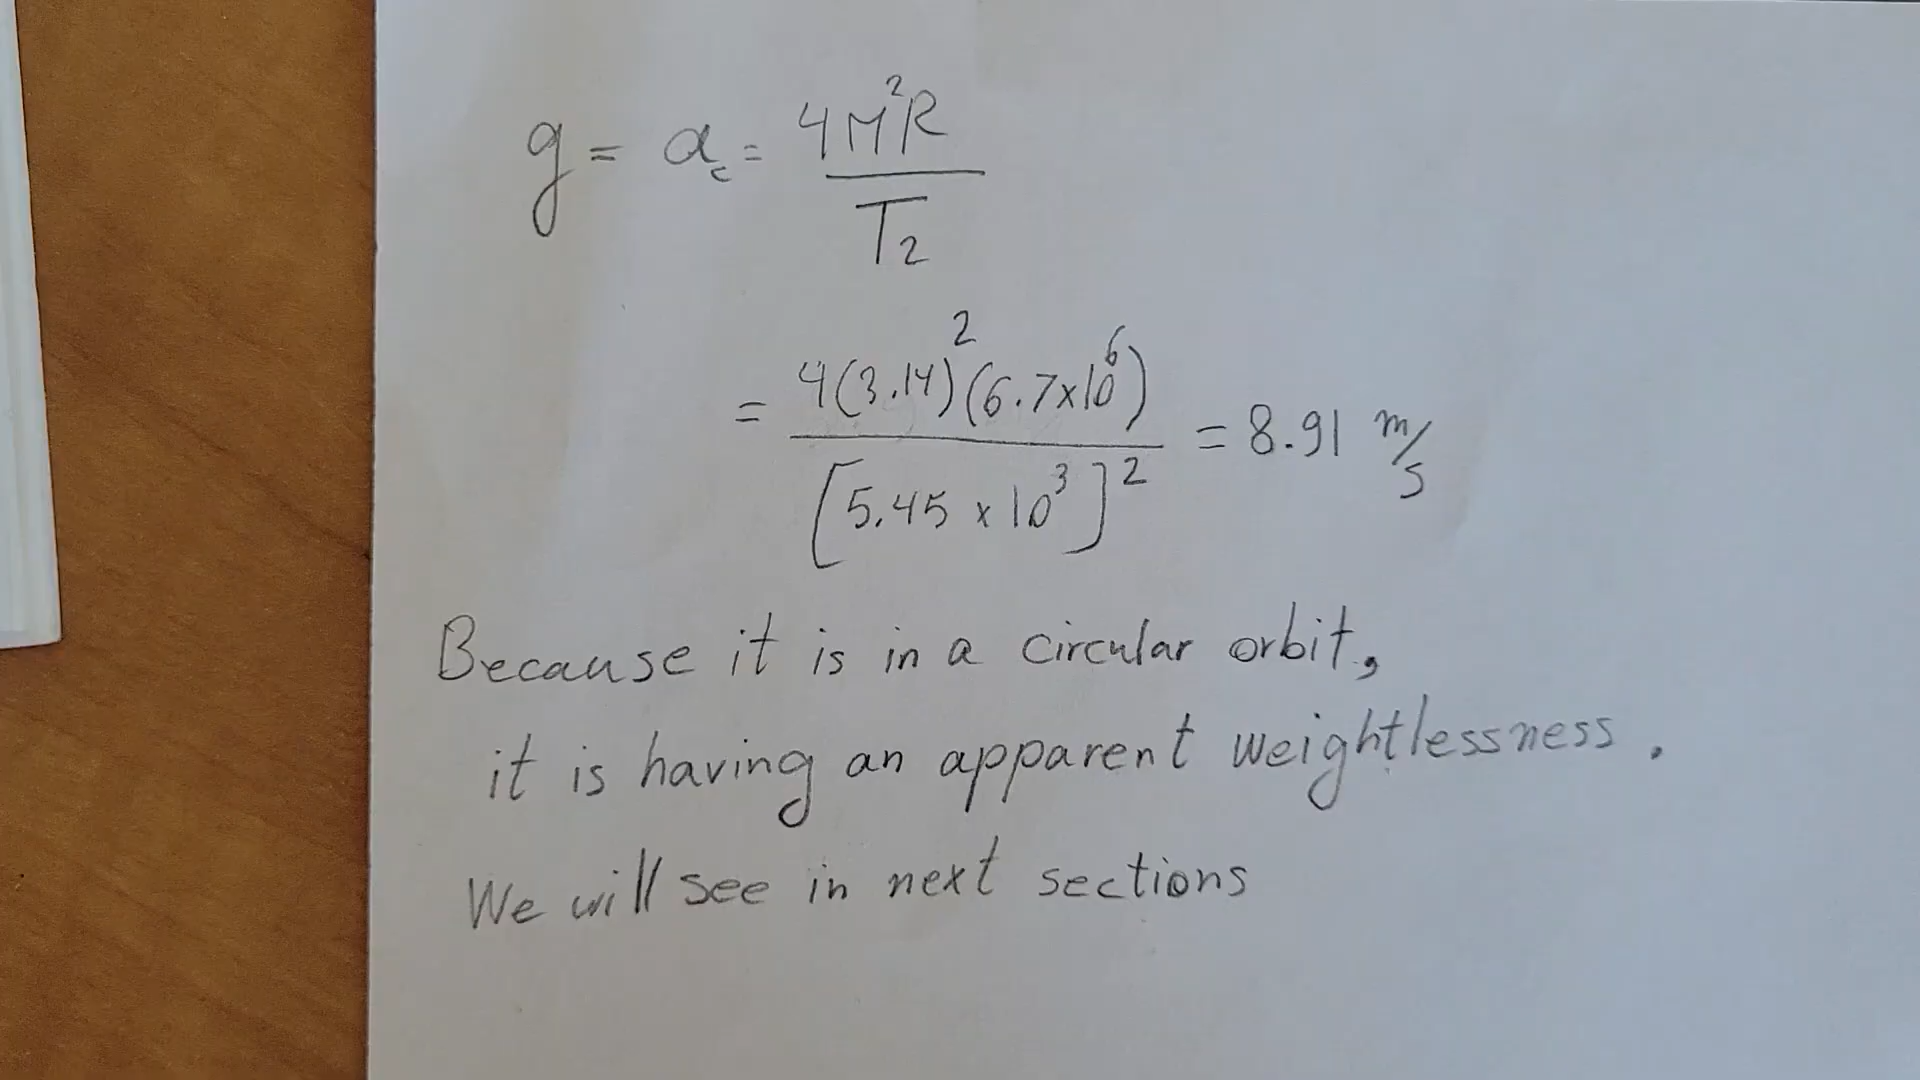 g = a_c = 4M²R / T₂
= 4(3.14)²(6.7x10⁶) / [5.45 x 10³]² = 8.91 m/s
Because it is in a circular orbit,
it is having an apparent weightlessness.
We will see in next sections